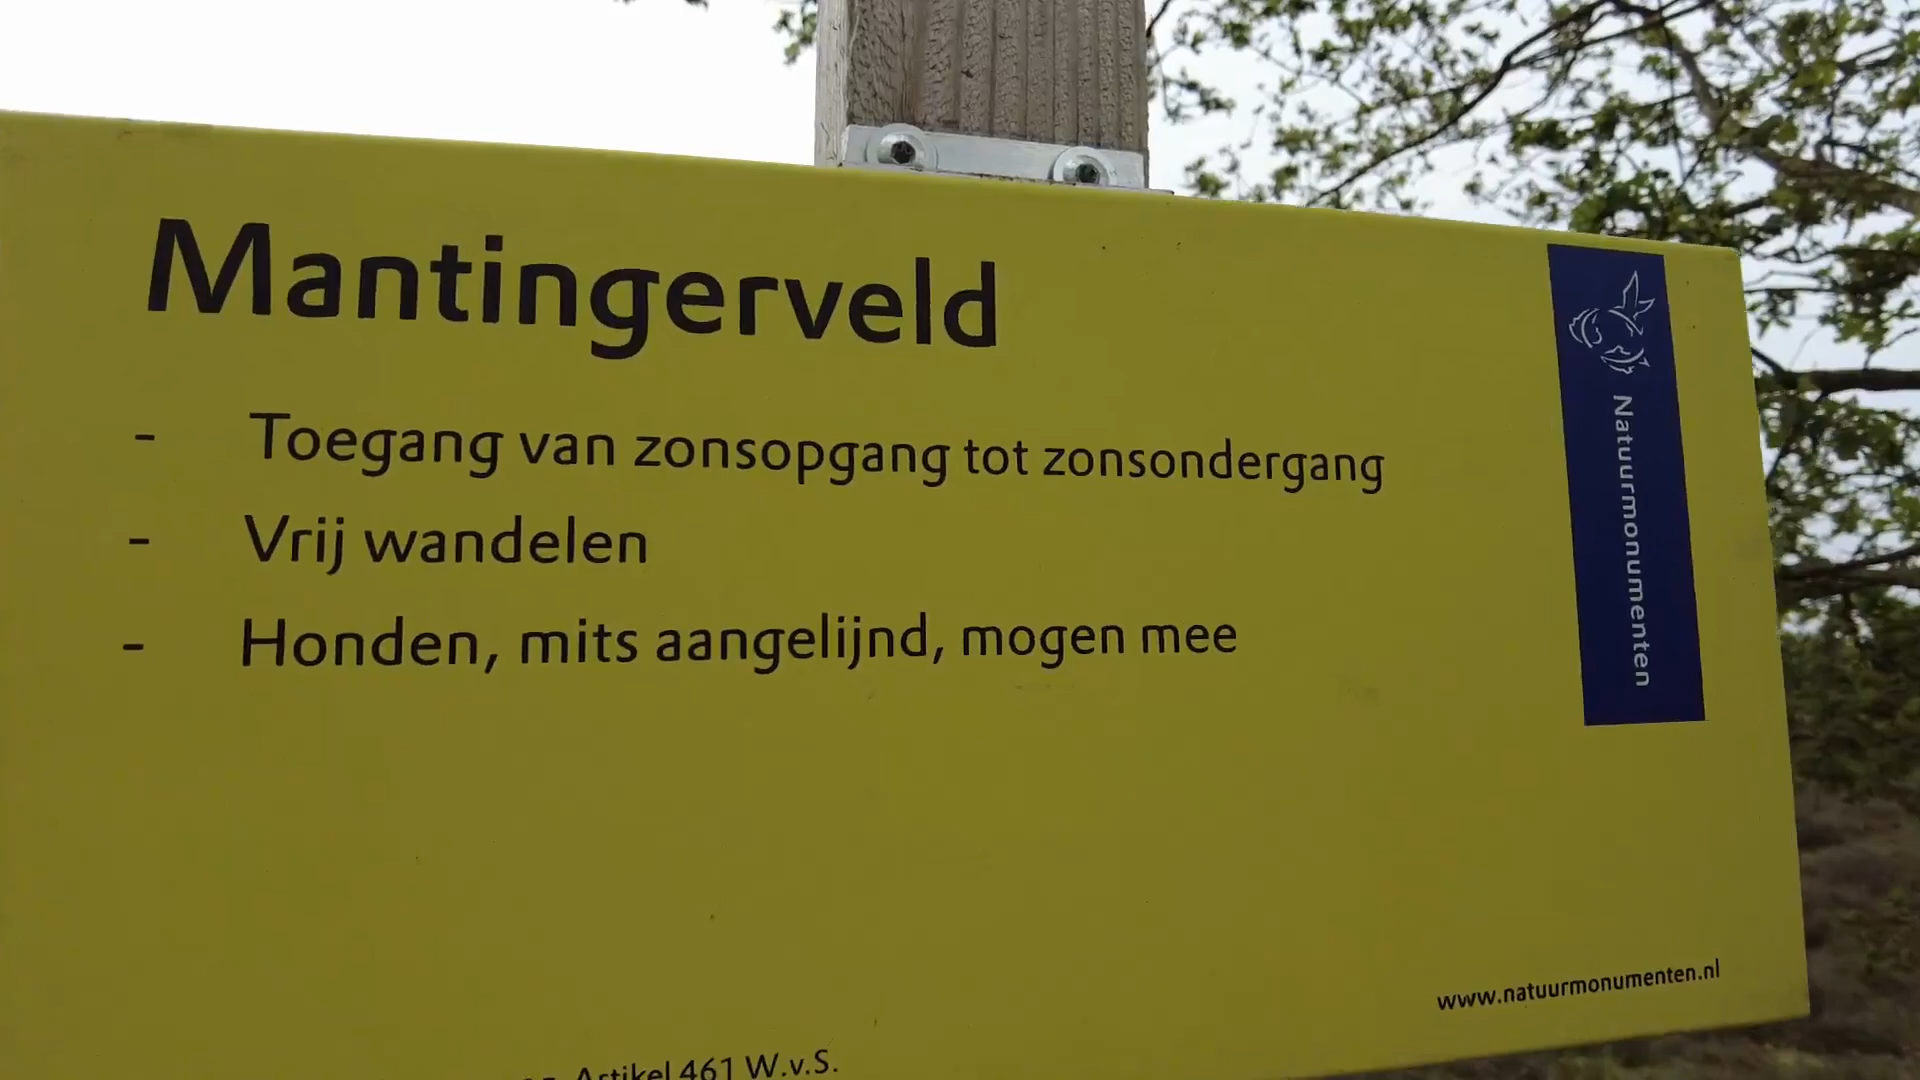 Mantingerveld
- Toegang van zonsopgang tot zonsondergang
- Vrij wandelen
- Honden, mits aangelijnd, mogen mee
Natuurmonumenten
www.natuurmonumenten.nl
Artikel 461 W.v.S.